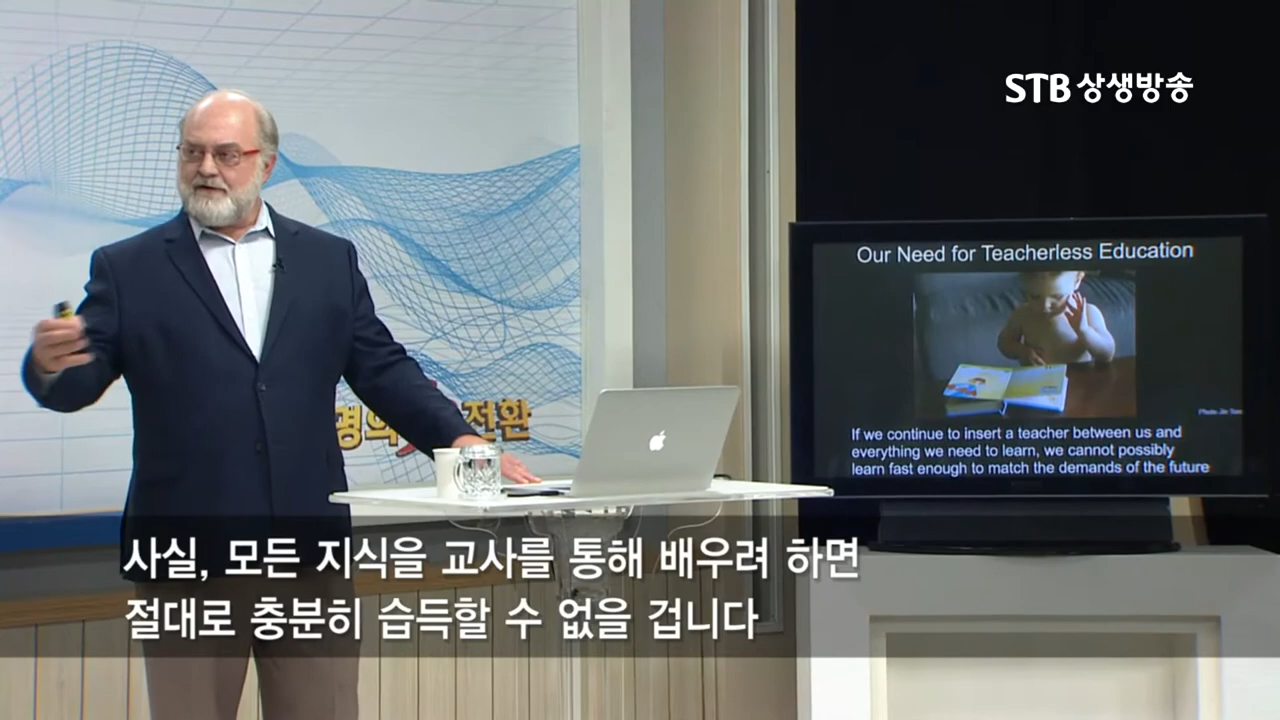 STB 상생방송
Our Need for Teacherless Education
If we continue to insert a teacher between us and
everything we need to learn, we cannot possibly
learn fast enough to match the demands of the future
전환
사실, 모든 지식을 교사를 통해 배우려 하면
절대로 충분히 습득할 수 없을 겁니다